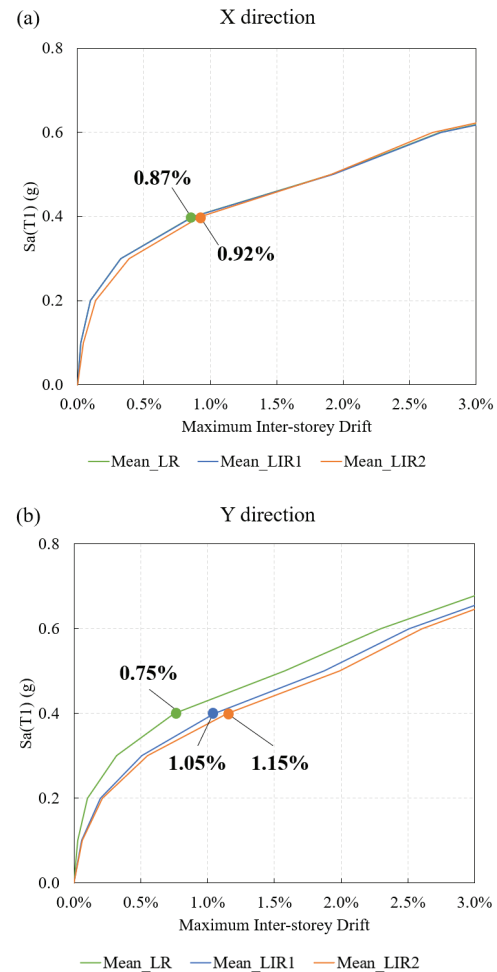 (a)
X direction
0.8
0.6
0.4
0.2
0.0
Sa(T1) (g)
0.87%
0.92%
0.0% 0.5% 1.0% 1.5% 2.0% 2.5% 3.0%
Maximum Inter-storey Drift
Mean_LR Mean_LIR1 Mean_LIR2
(b)
Y direction
0.8
0.6
0.4
0.2
0.0
Sa(T1) (g)
0.75%
1.05% 1.15%
0.0% 0.5% 1.0% 1.5% 2.0% 2.5% 3.0%
Maximum Inter-storey Drift
Mean_LR Mean_LIR1 Mean_LIR2